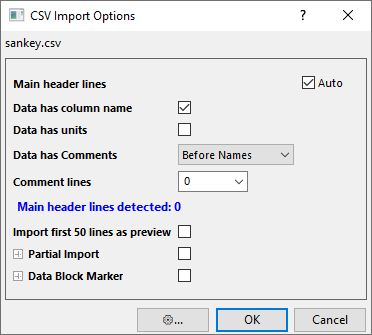 CSV Import Options
sankey.csv
Main header lines Auto
Data has column name
Data has units
Data has Comments Before Names
Comment lines 0
Main header lines detected: 0
Import first 50 lines as preview
Partial Import
Data Block Marker
... OK Cancel